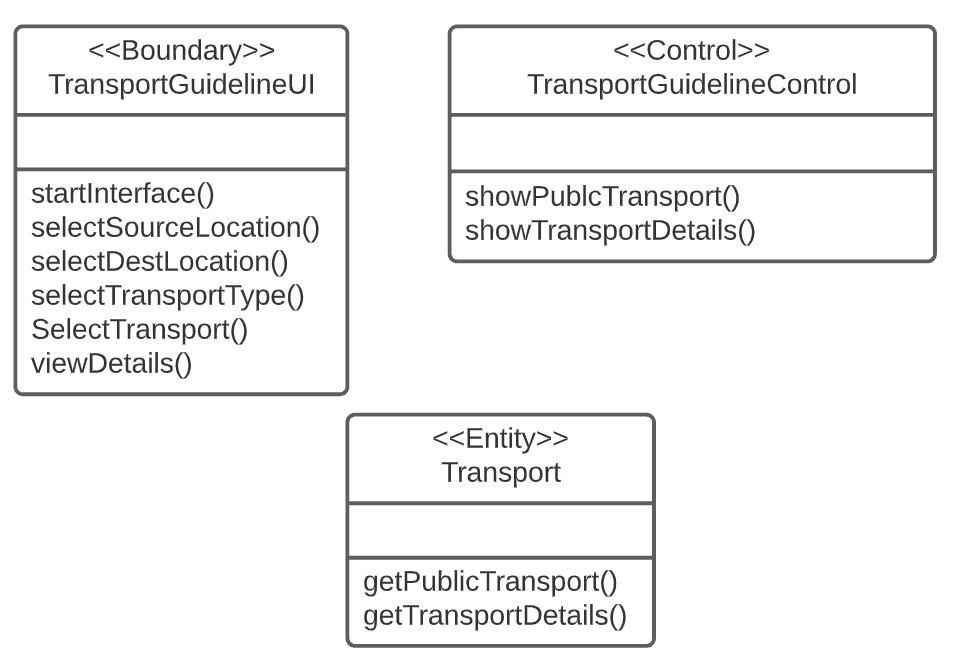 <<Boundary>>
TransportGuidelineUI
startInterface()
selectSourceLocation()
selectDestLocation()
selectTransportType()
SelectTransport()
viewDetails()
<<Control>>
TransportGuidelineControl
showPublcTransport()
showTransportDetails()
<<Entity>>
Transport
getPublicTransport()
getTransportDetails()